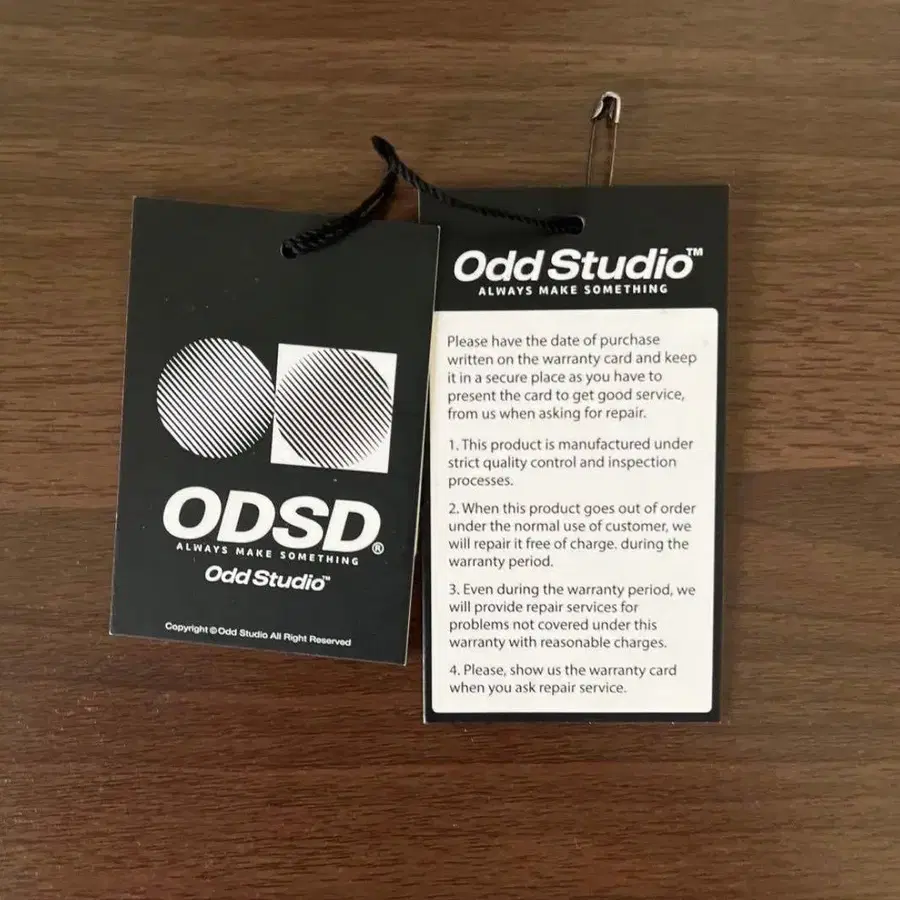 ODSD®
ALWAYS MAKE SOMETHING
Odd Studio™
Copyright © Odd Studio All Right Reserved
Odd Studio™
ALWAYS MAKE SOMETHING
Please have the date of purchase
written on the warranty card and keep
it in a secure place as you have to
present the card to get good service,
from us when asking for repair.
1. This product is manufactured under
strict quality control and inspection
processes.
2. When this product goes out of order
under the normal use of customer, we
will repair it free of charge. during the
warranty period.
3. Even during the warranty period, we
will provide repair services for
problems not covered under this
warranty with reasonable charges.
4. Please, show us the warranty card
when you ask repair service.